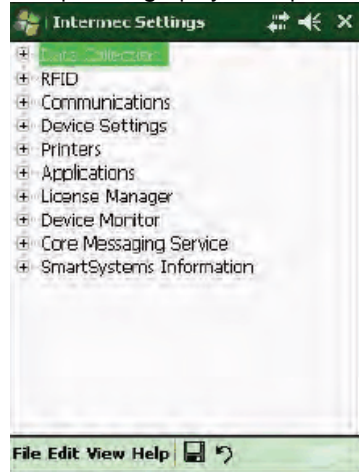 Intermec Settings
Data Collection
RFID
Communications
Device Settings
Printers
Applications
License Manager
Device Monitor
Core Messaging Service
SmartSystems Information
File Edit View Help